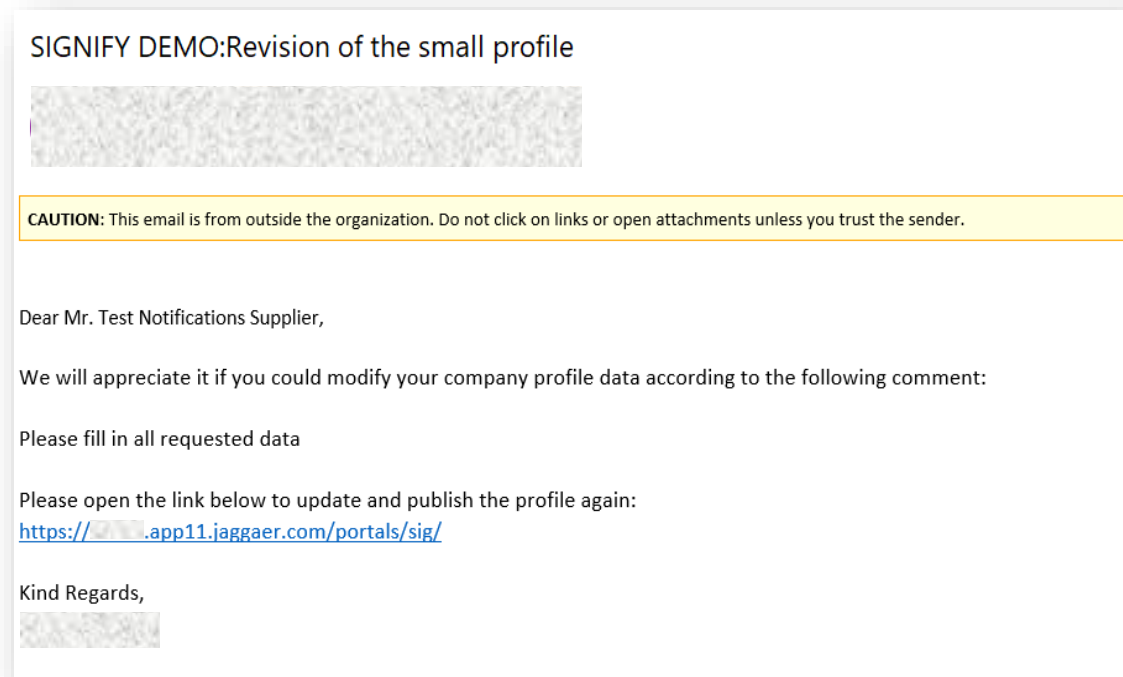 SIGNIFY DEMO:Revision of the small profile
CAUTION: This email is from outside the organization. Do not click on links or open attachments unless you trust the sender.
Dear Mr. Test Notifications Supplier,
We will appreciate it if you could modify your company profile data according to the following comment:
Please fill in all requested data
Please open the link below to update and publish the profile again:
https:// .app11.jaggaer.com/portals/sig/
Kind Regards,